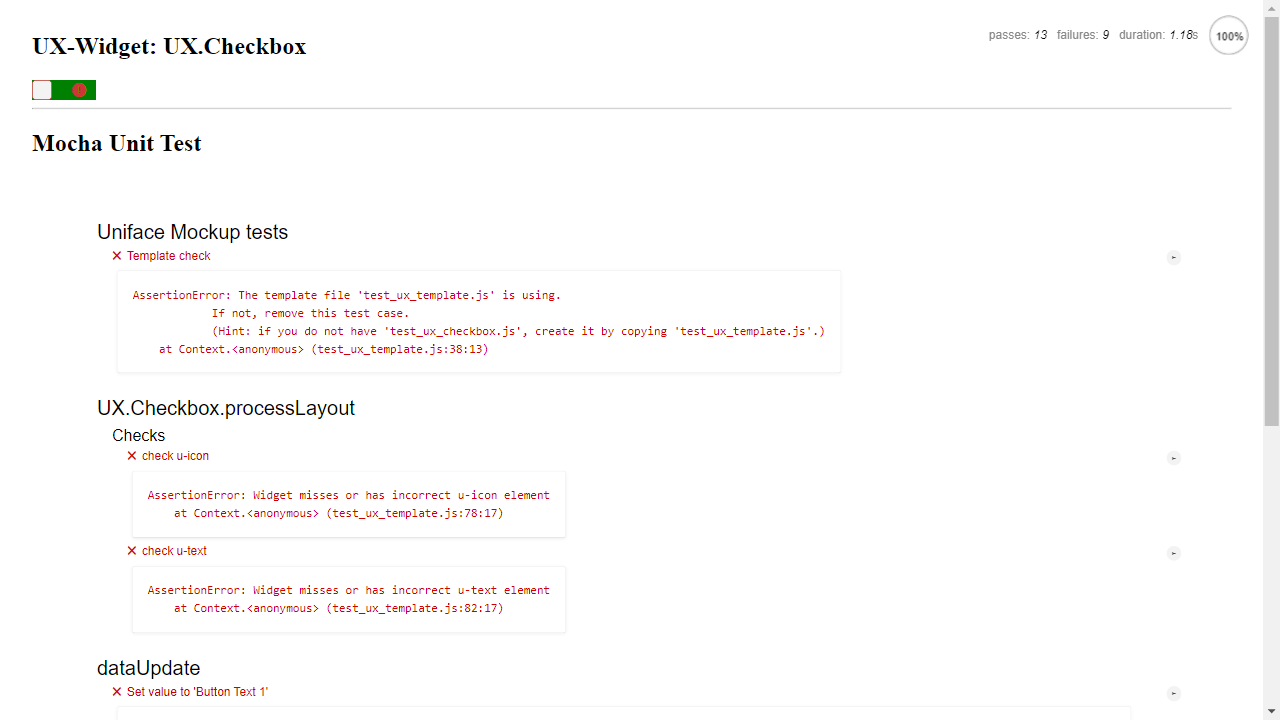 UX-Widget: UX.Checkbox
passes: 13 failures: 9 duration: 1.18s 100%
Mocha Unit Test
Uniface Mockup tests
✕ Template check
AssertionError: The template file 'test_ux_template.js' is using.
If not, remove this test case.
(Hint: if you do not have 'test_ux_checkbox.js', create it by copying 'test_ux_template.js'.)
at Context.<anonymous> (test_ux_template.js:38:13)
UX.Checkbox.processLayout
Checks
✕ check u-icon
AssertionError: Widget misses or has incorrect u-icon element
at Context.<anonymous> (test_ux_template.js:78:17)
✕ check u-text
AssertionError: Widget misses or has incorrect u-text element
at Context.<anonymous> (test_ux_template.js:82:17)
dataUpdate
✕ Set value to 'Button Text 1'